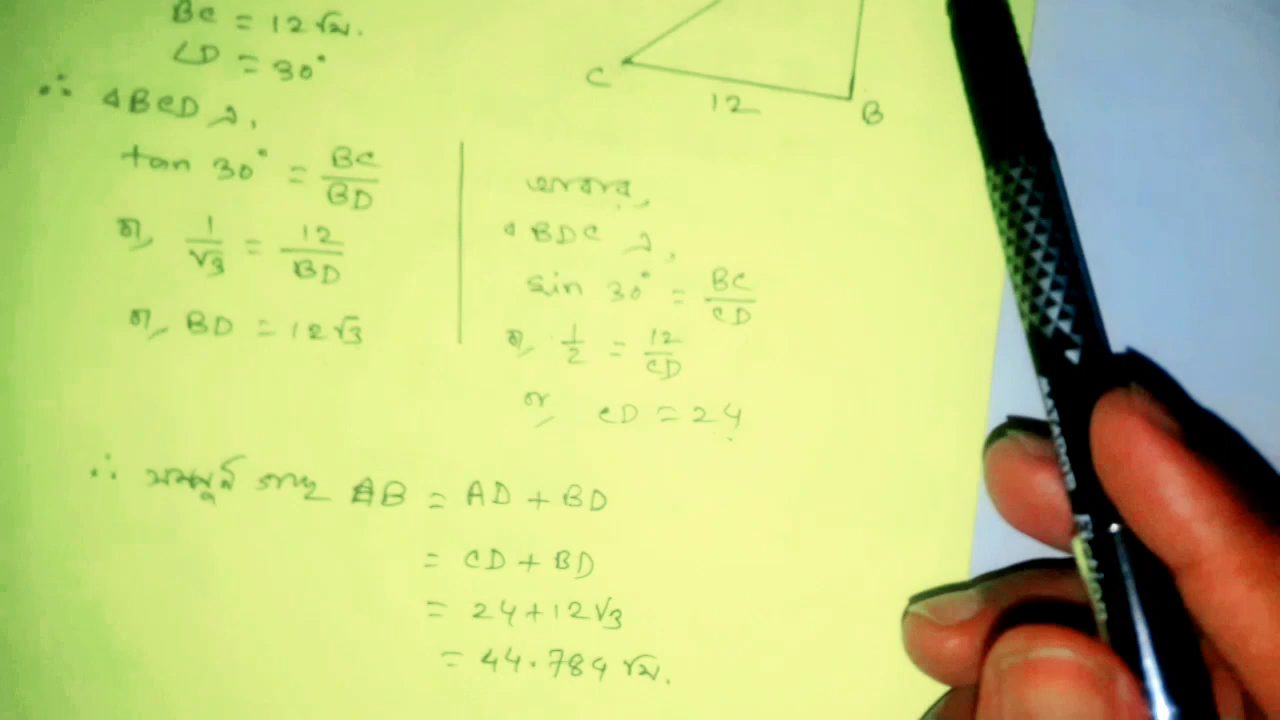 BC = 12 মি.
∠D = 30°
∴ △BCD এ,
tan 30° = BC/BD
বা, 1/√3 = 12/BD
বা, BD = 12√3
C
12
B
আবার,
△BDC এ,
sin 30° = BC/CD
বা, 1/2 = 12/CD
বা, CD = 24
∴ সম্পূর্ণ গাছ AB = AD + BD
= CD + BD
= 24 + 12√3
= 44.784 মি.
MATADOR